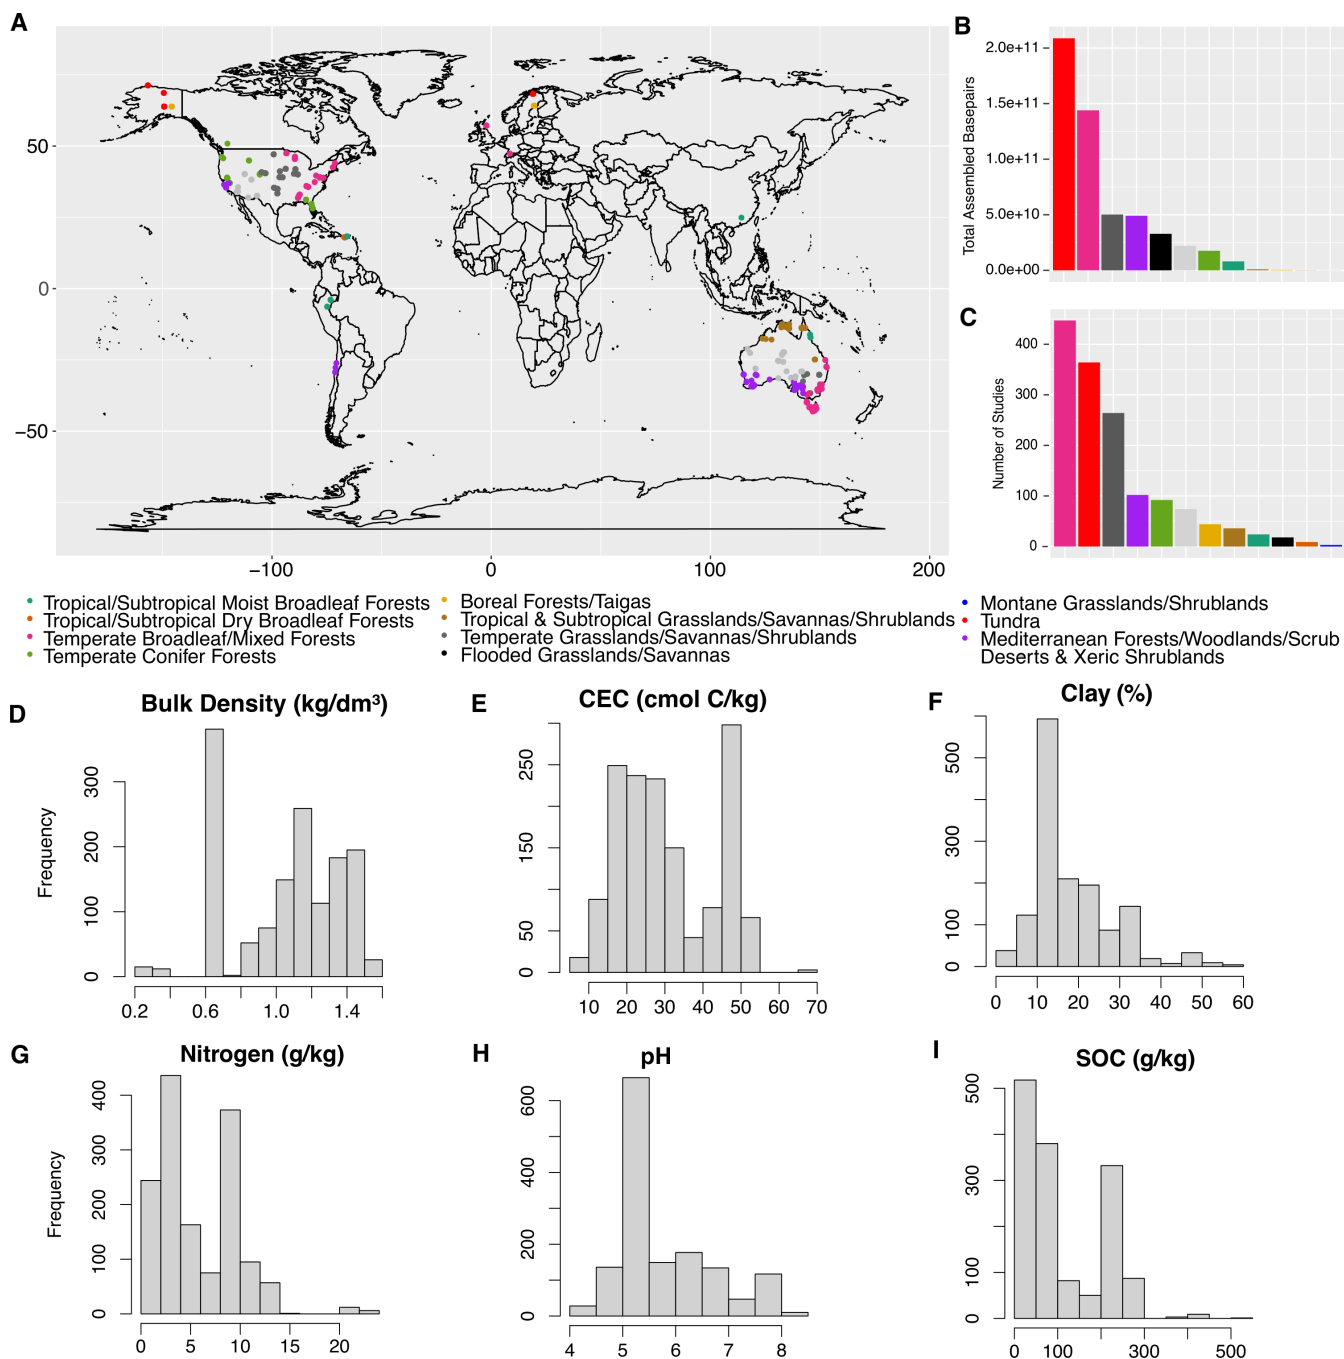 A
50
0
−50
−100
0
100
200
B
Total Assembled Basepairs
2.0e+11
1.5e+11
1.0e+11
5.0e+10
0.0e+00
C
Number of Studies
400
300
200
100
0
Tropical/Subtropical Moist Broadleaf Forests
Tropical/Subtropical Dry Broadleaf Forests
Temperate Broadleaf/Mixed Forests
Temperate Conifer Forests
Boreal Forests/Taigas
Tropical & Subtropical Grasslands/Savannas/Shrublands
Temperate Grasslands/Savannas/Shrublands
Flooded Grasslands/Savannas
Montane Grasslands/Shrublands
Tundra
Mediterranean Forests/Woodlands/Scrub
Deserts & Xeric Shrublands
D
Bulk Density (kg/dm³)
Frequency
0 100 200 300
0.2 0.6 1.0 1.4
E
CEC (cmol C/kg)
0 50 150 250
10 20 30 40 50 60 70
F
Clay (%)
0 100 300 500
0 10 20 30 40 50 60
G
Nitrogen (g/kg)
Frequency
0 100 200 300 400
0 5 10 15 20
H
pH
0 200 400 600
4 5 6 7 8
I
SOC (g/kg)
0 100 300 500
0 100 300 500